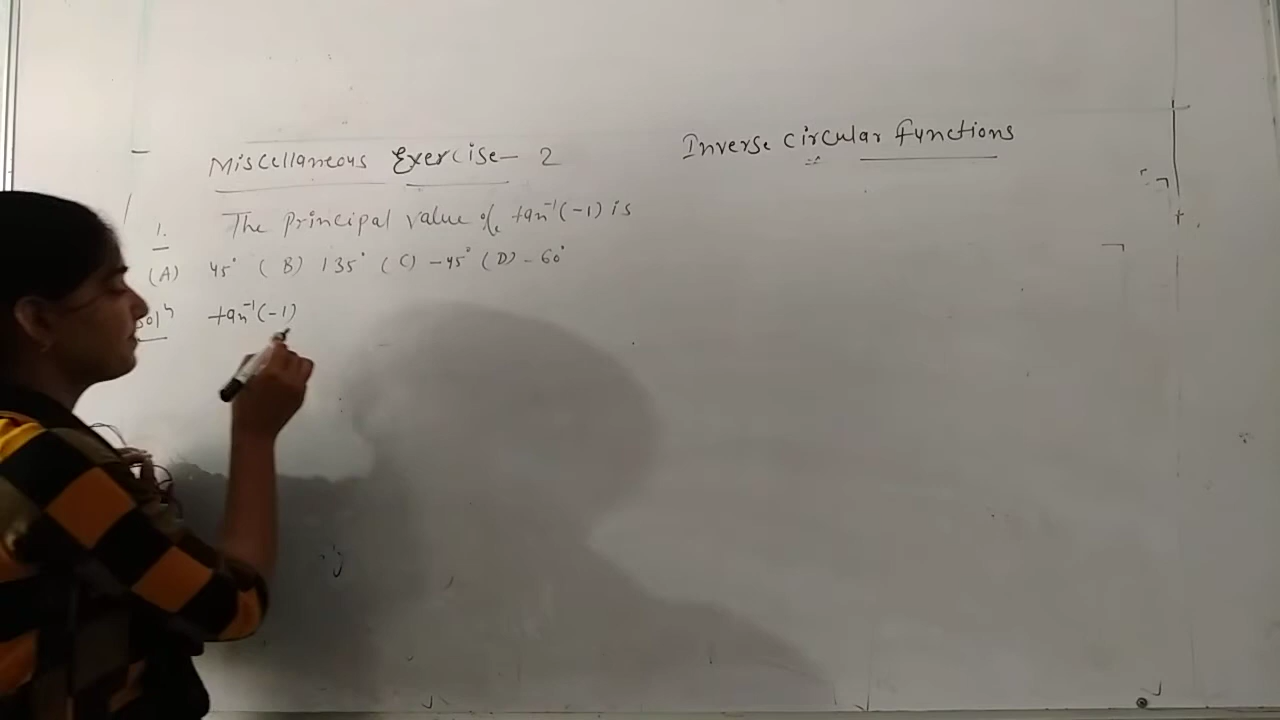 Miscellaneous Exercise - 2
Inverse circular functions
1. The principal value of tan⁻¹(-1) is
(A) 45° (B) 135° (C) -45° (D) -60°
Solⁿ tan⁻¹(-1)